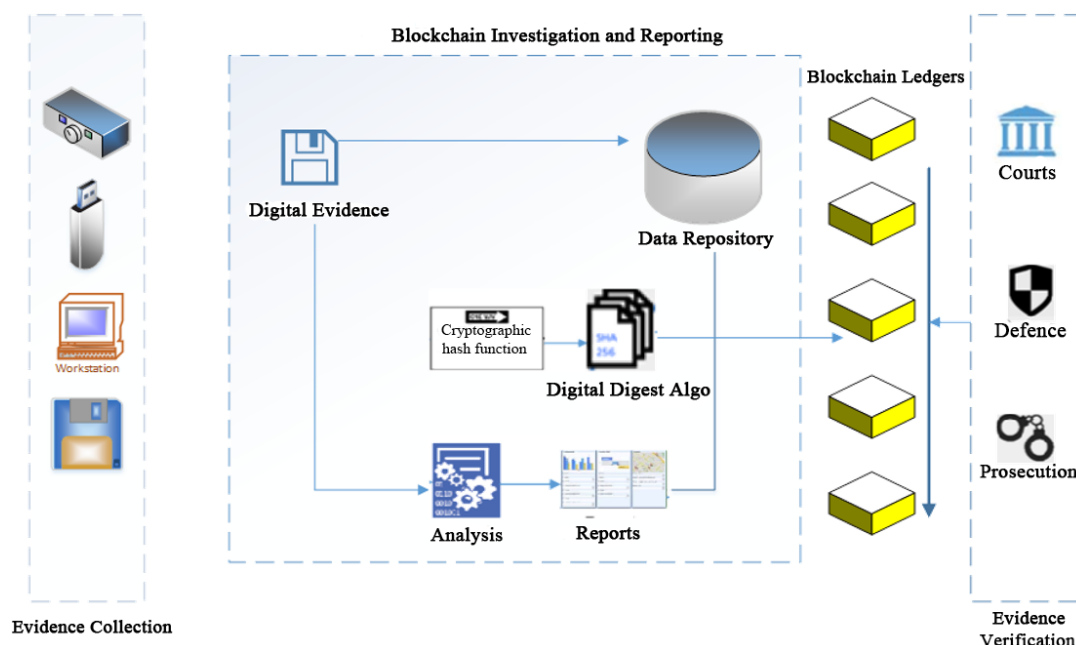 Blockchain Investigation and Reporting
Blockchain Ledgers
Digital Evidence
Data Repository
Courts
Cryptographic
hash function
SHA
256
Digital Digest Algo
Defence
Workstation
Analysis
Reports
Prosecution
Evidence Collection
Evidence
Verification